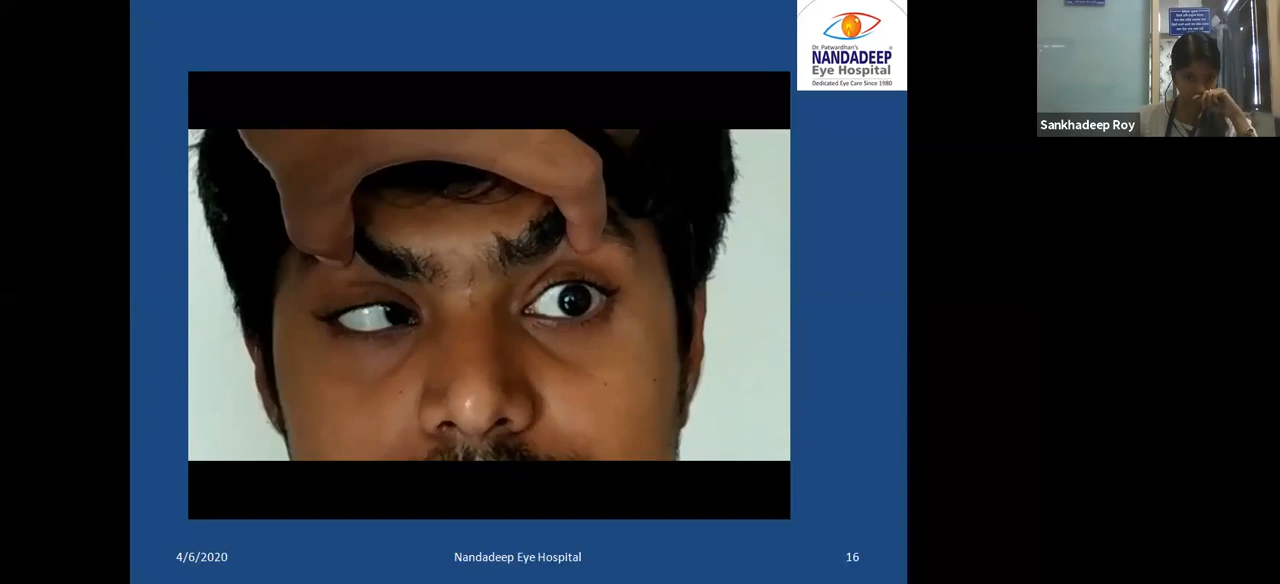 Dr. Patwardhan's
NANDADEEP
Eye Hospital
Dedicated Eye Care Since 1980
Sankhadeep Roy
4/6/2020
Nandadeep Eye Hospital
16